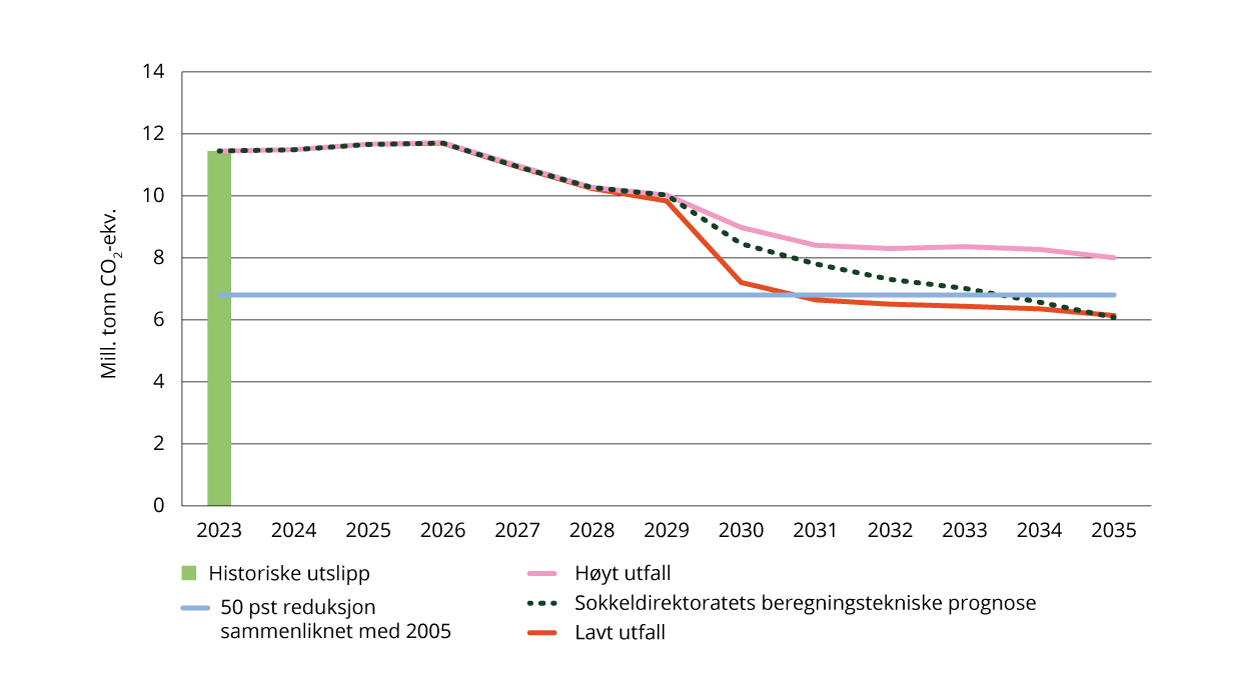 Mill. tonn CO₂-ekv.
14
12
10
8
6
4
2
0
2023 2024 2025 2026 2027 2028 2029 2030 2031 2032 2033 2034 2035
Historiske utslipp
50 pst reduksjon
sammenliknet med 2005
Høyt utfall
Sokkeldirektoratets beregningstekniske prognose
Lavt utfall